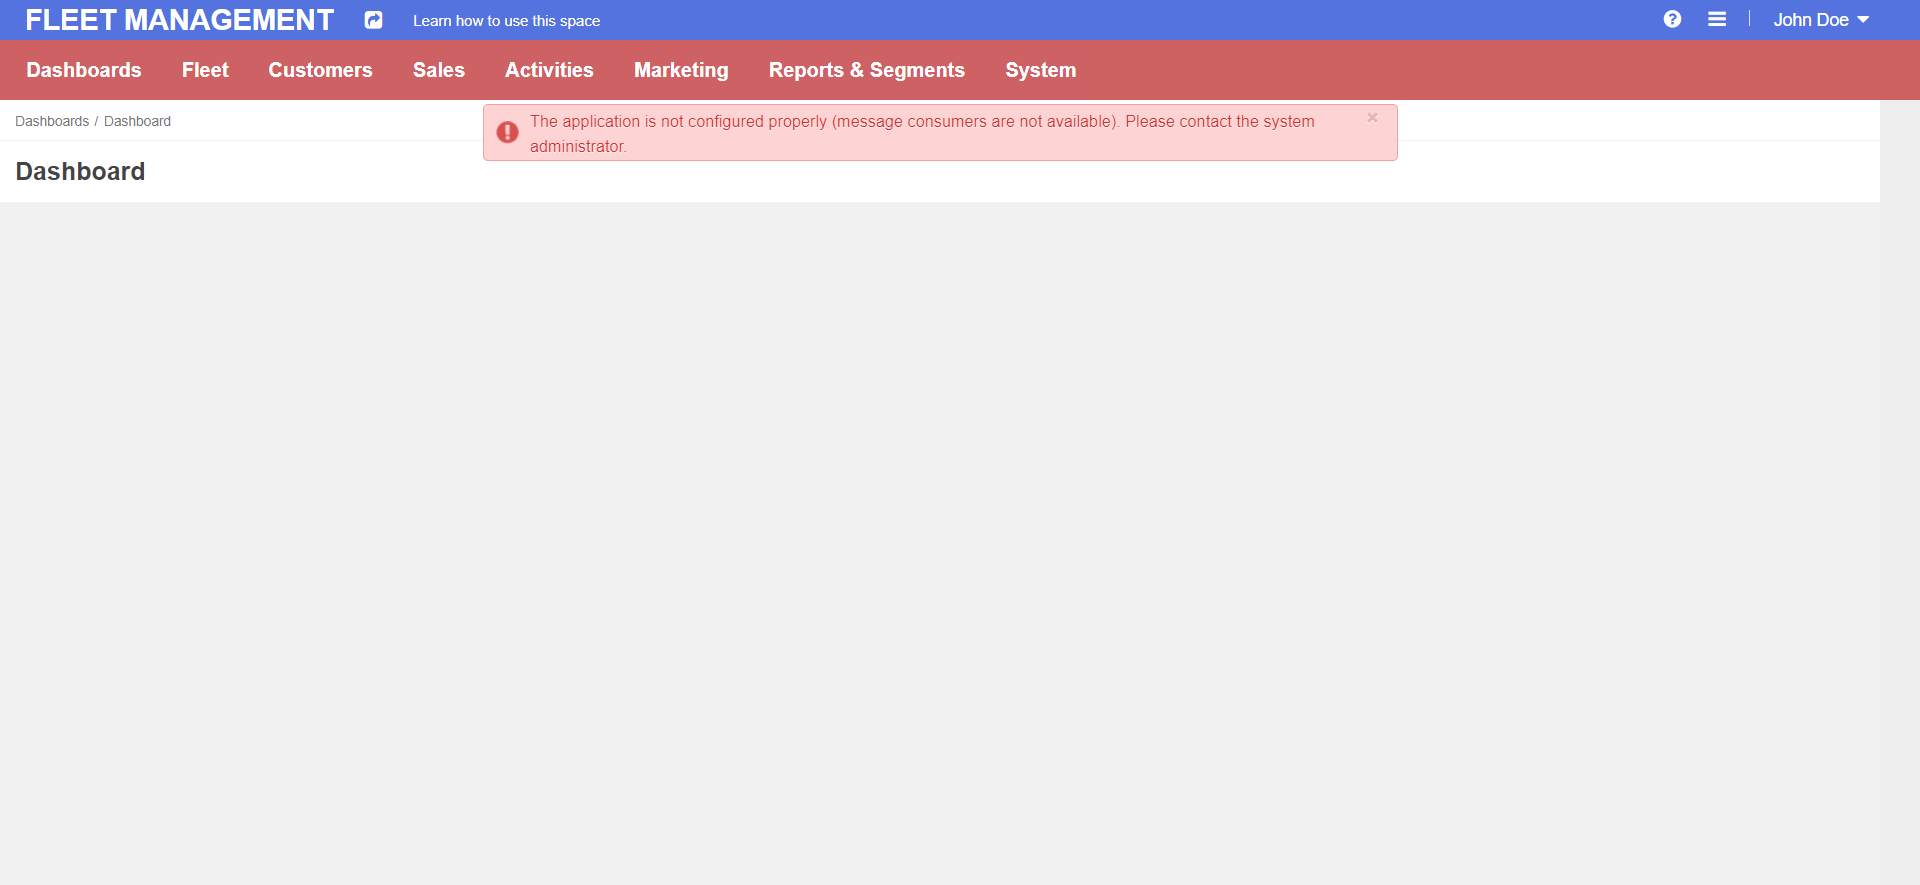 FLEET MANAGEMENT
Learn how to use this space
John Doe
Dashboards Fleet Customers Sales Activities Marketing Reports & Segments System
Dashboards / Dashboard
The application is not configured properly (message consumers are not available). Please contact the system
administrator.
×
Dashboard